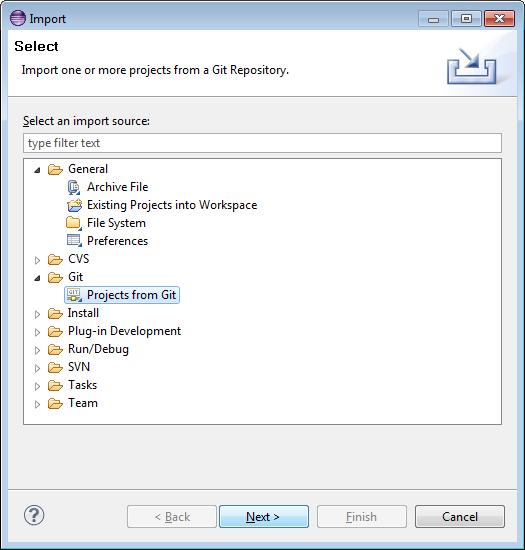 Import
Select
Import one or more projects from a Git Repository.
Select an import source:
type filter text
General
Archive File
Existing Projects into Workspace
File System
Preferences
CVS
Git
GIT Projects from Git
Install
Plug-in Development
Run/Debug
SVN
Tasks
Team
? < Back Next > Finish Cancel